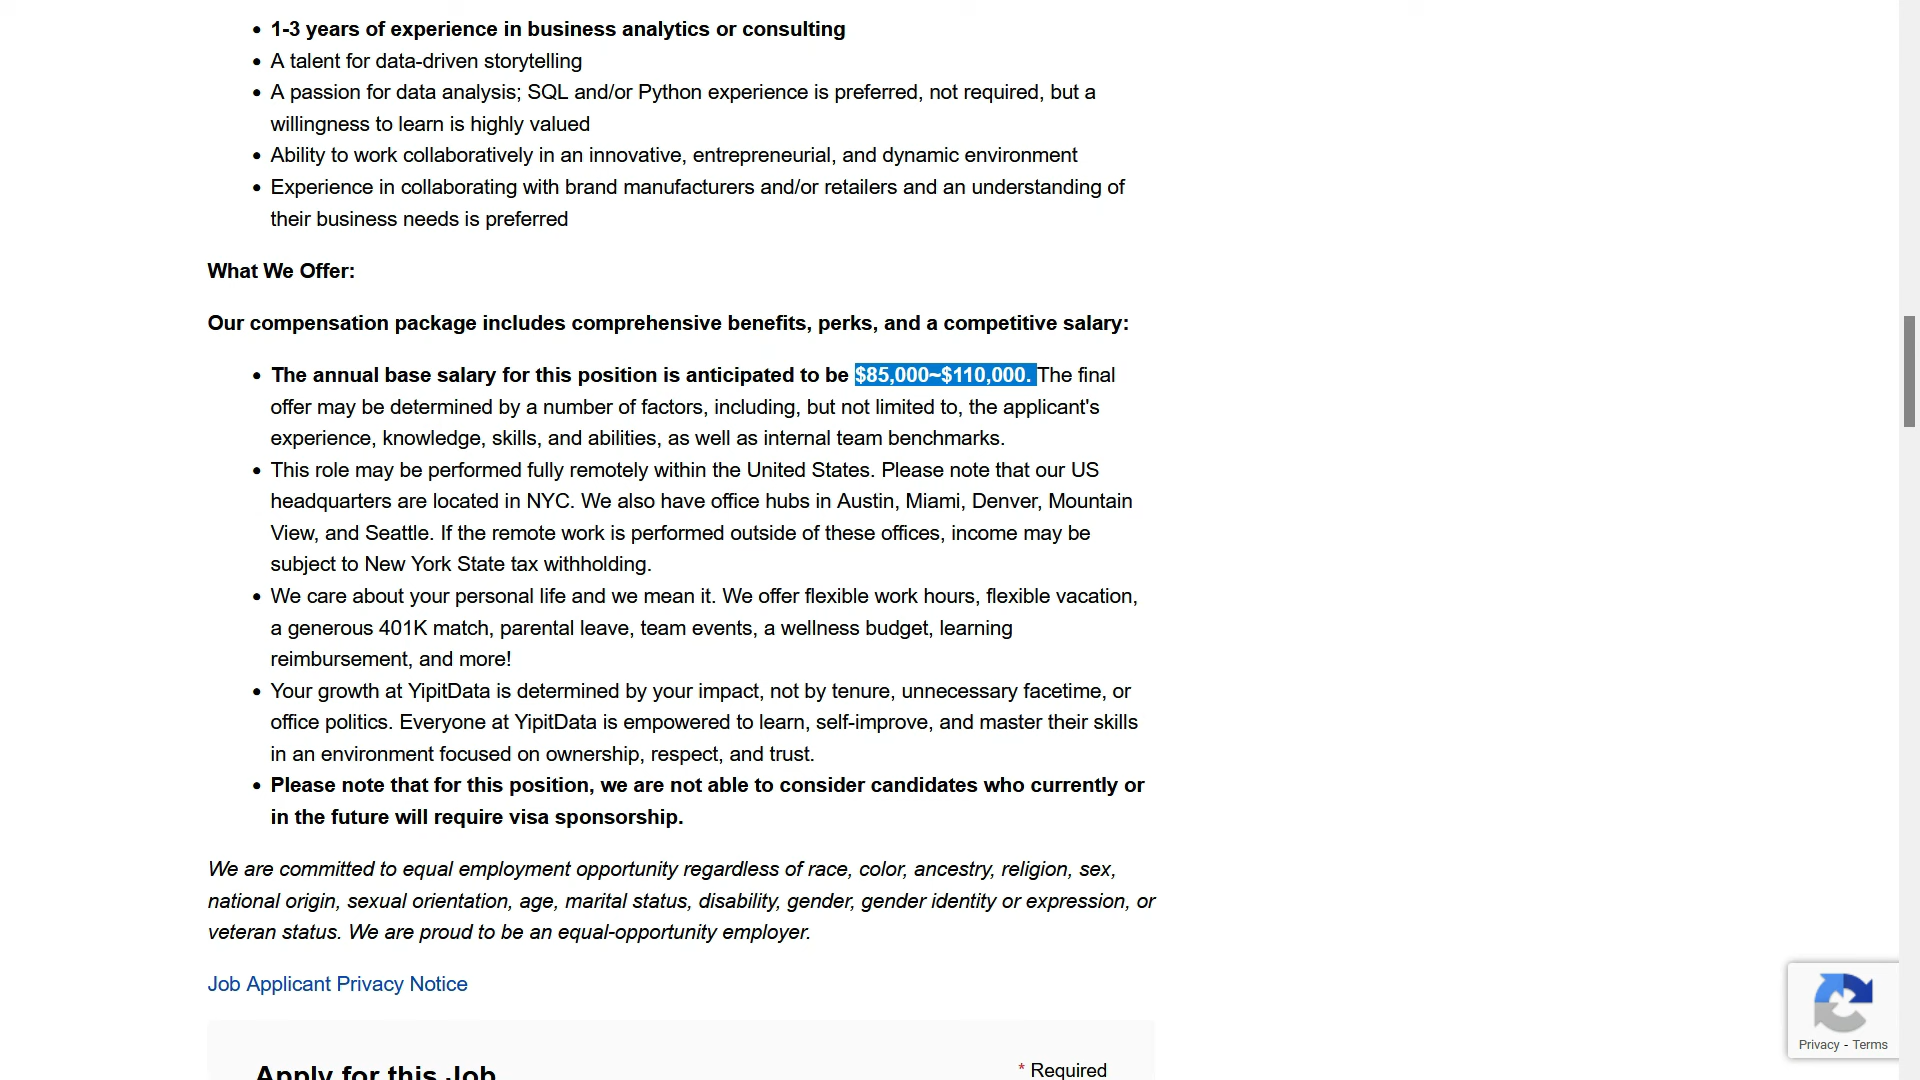 1-3 years of experience in business analytics or consulting
A talent for data-driven storytelling
A passion for data analysis; SQL and/or Python experience is preferred, not required, but a
willingness to learn is highly valued
Ability to work collaboratively in an innovative, entrepreneurial, and dynamic environment
Experience in collaborating with brand manufacturers and/or retailers and an understanding of
their business needs is preferred
What We Offer:
Our compensation package includes comprehensive benefits, perks, and a competitive salary:
The annual base salary for this position is anticipated to be $85,000~$110,000. The final
offer may be determined by a number of factors, including, but not limited to, the applicant's
experience, knowledge, skills, and abilities, as well as internal team benchmarks.
This role may be performed fully remotely within the United States. Please note that our US
headquarters are located in NYC. We also have office hubs in Austin, Miami, Denver, Mountain
View, and Seattle. If the remote work is performed outside of these offices, income may be
subject to New York State tax withholding.
We care about your personal life and we mean it. We offer flexible work hours, flexible vacation,
a generous 401K match, parental leave, team events, a wellness budget, learning
reimbursement, and more!
Your growth at YipitData is determined by your impact, not by tenure, unnecessary facetime, or
office politics. Everyone at YipitData is empowered to learn, self-improve, and master their skills
in an environment focused on ownership, respect, and trust.
Please note that for this position, we are not able to consider candidates who currently or
in the future will require visa sponsorship.
We are committed to equal employment opportunity regardless of race, color, ancestry, religion, sex,
national origin, sexual orientation, age, marital status, disability, gender, gender identity or expression, or
veteran status. We are proud to be an equal-opportunity employer.
Job Applicant Privacy Notice
Apply for this Job
* Required
Privacy - Terms